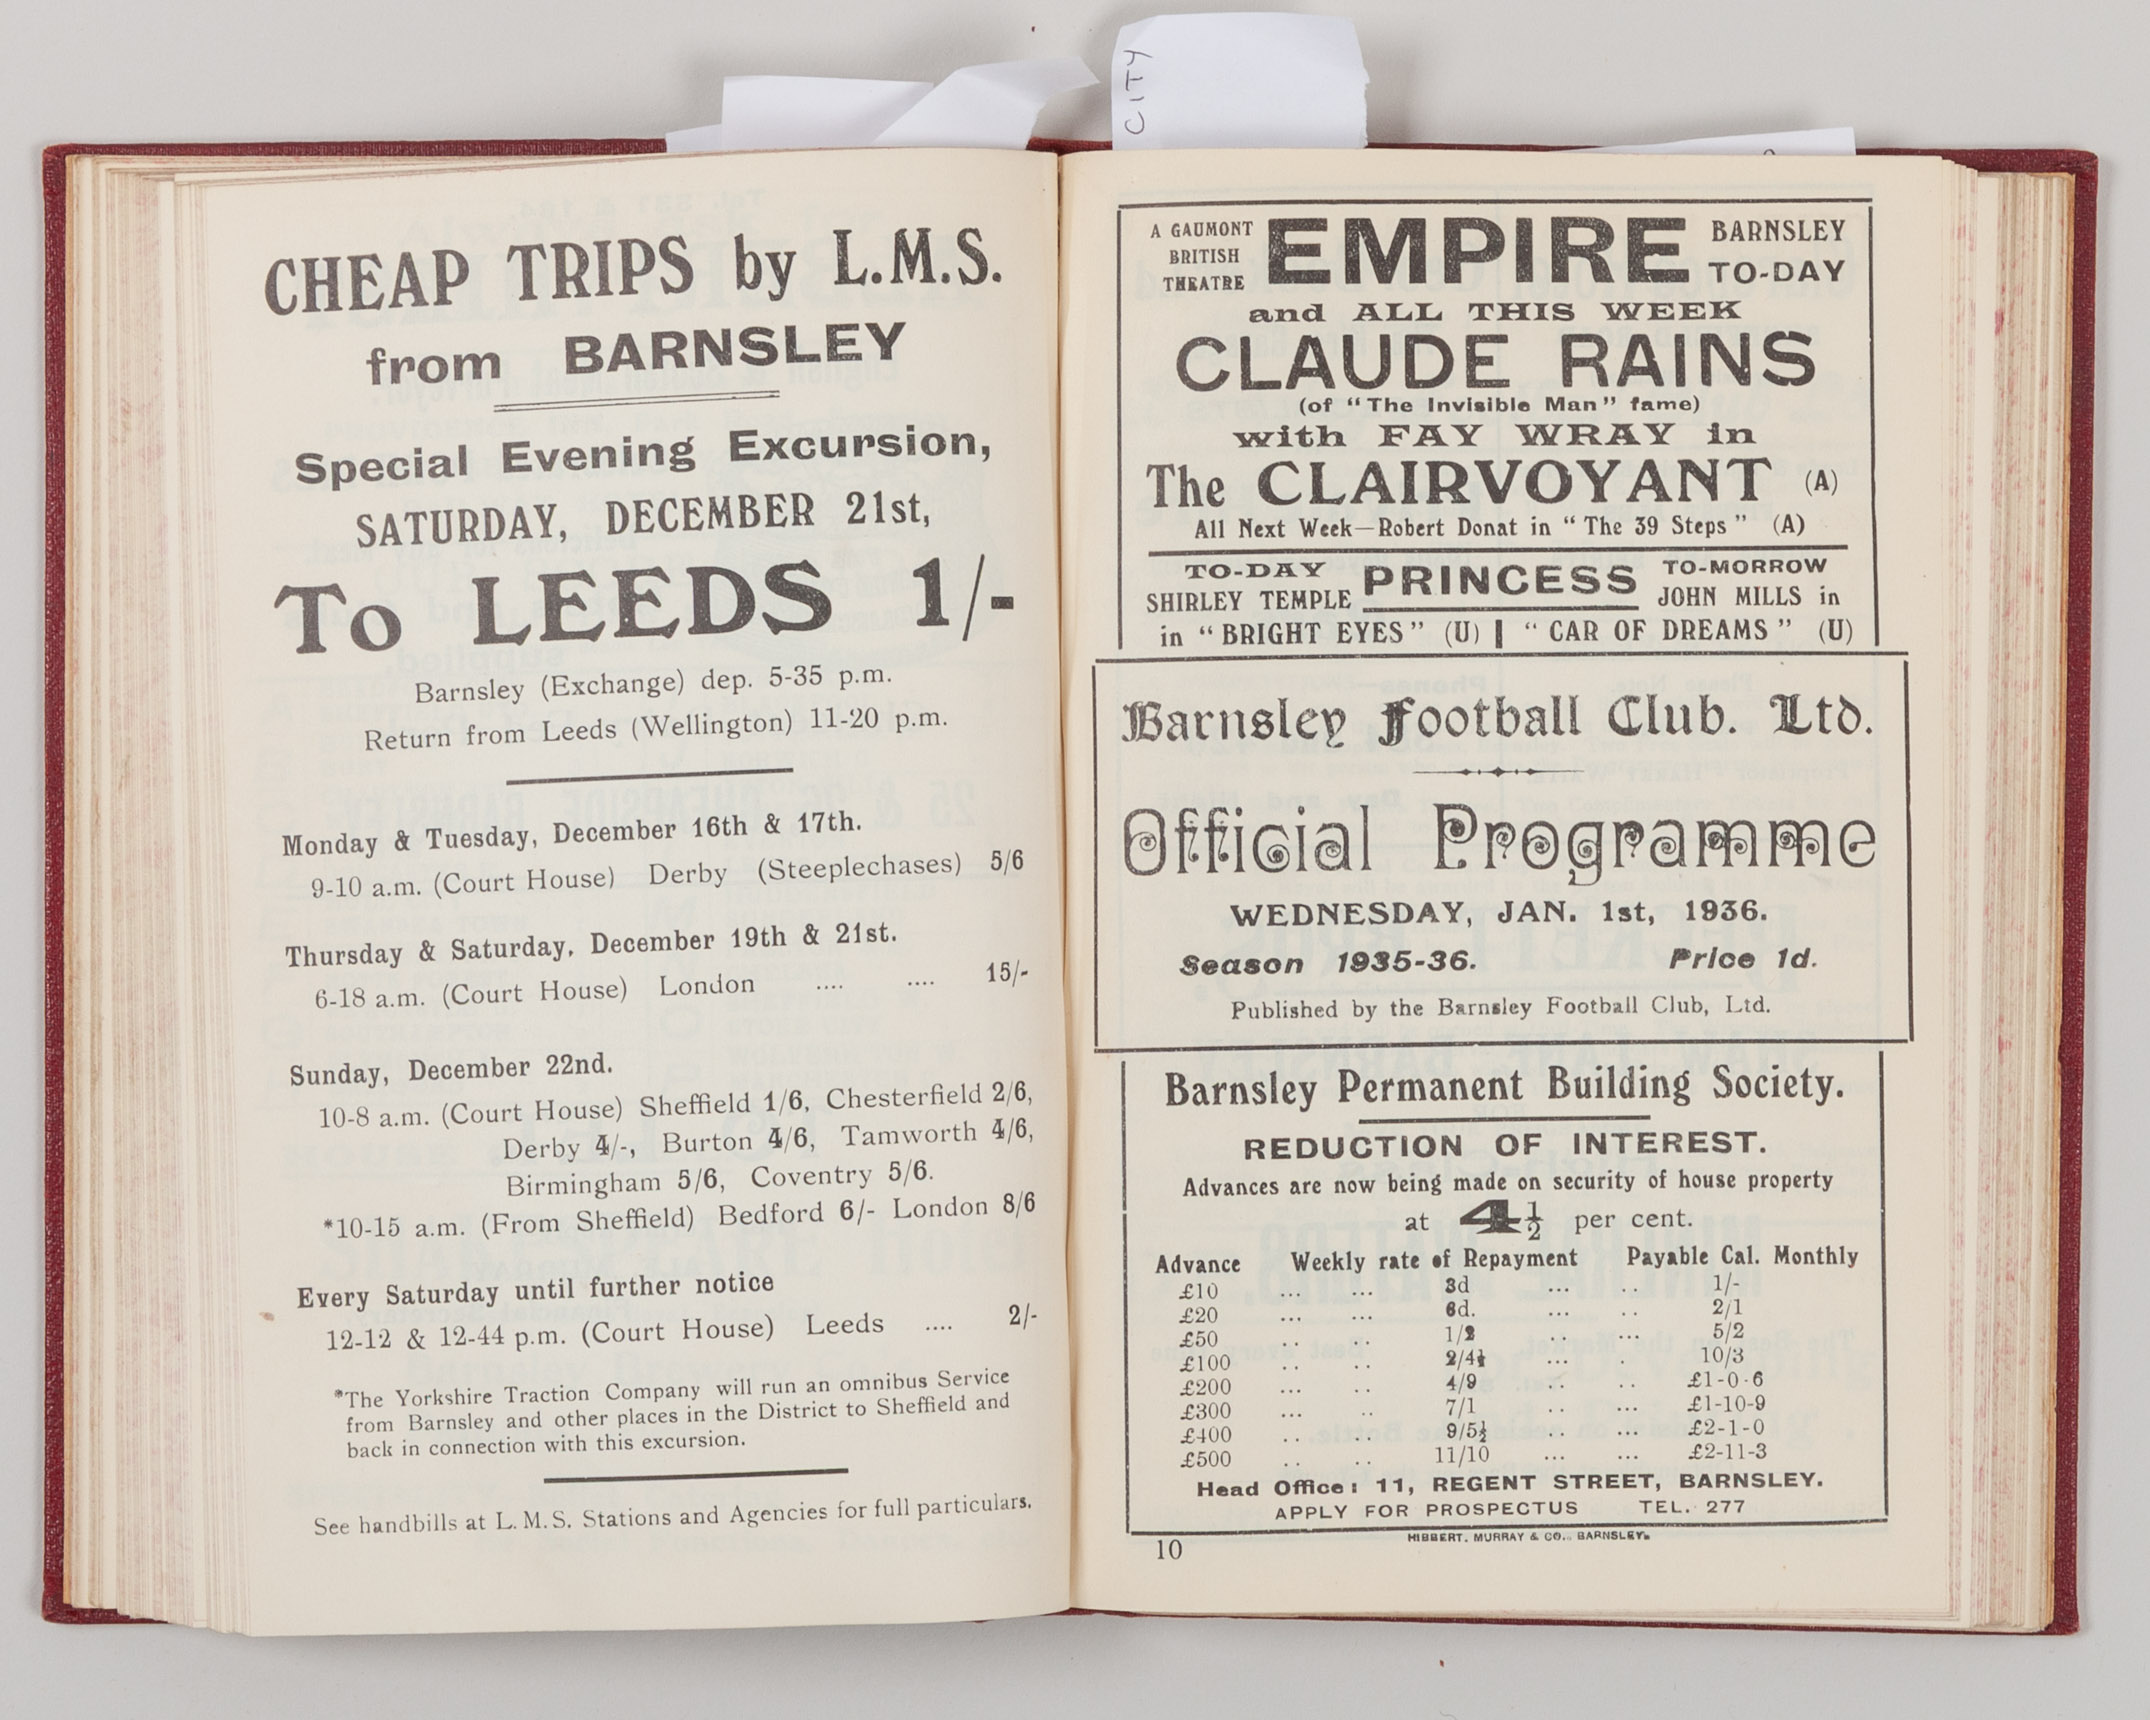 CITY
CHEAP TRIPS by L.M.S.
from BARNSLEY
Special Evening Excursion,
SATURDAY, DECEMBER 21st,
To LEEDS 1/-
Barnsley (Exchange) dep. 5-35 p.m.
Return from Leeds (Wellington) 11-20 p.m.
Monday & Tuesday, December 16th & 17th.
9-10 a.m. (Court House) Derby (Steeplechases) 5/6
Thursday & Saturday, December 19th & 21st.
6-18 a.m. (Court House) London .... .... 15/-
Sunday, December 22nd.
10-8 a.m. (Court House) Sheffield 1/6, Chesterfield 2/6,
Derby 4/-, Burton 4/6, Tamworth 4/6,
Birmingham 5/6, Coventry 5/6.
*10-15 a.m. (From Sheffield) Bedford 6/- London 8/6
Every Saturday until further notice
12-12 & 12-44 p.m. (Court House) Leeds .... 2/-
*The Yorkshire Traction Company will run an omnibus Service
from Barnsley and other places in the District to Sheffield and
back in connection with this excursion.
See handbills at L.M.S. Stations and Agencies for full particulars.
A GAUMONT
BRITISH
THEATRE
EMPIRE
BARNSLEY
TO-DAY
and ALL THIS WEEK
CLAUDE RAINS
(of "The Invisible Man" fame)
with FAY WRAY in
The CLAIRVOYANT (A)
All Next Week—Robert Donat in "The 39 Steps" (A)
TO-DAY
SHIRLEY TEMPLE
in "BRIGHT EYES" (U)
PRINCESS
TO-MORROW
JOHN MILLS in
"CAR OF DREAMS" (U)
Barnsley Football Club. Ltd.
Official Programme
WEDNESDAY, JAN. 1st, 1936.
Season 1935-36. Price 1d.
Published by the Barnsley Football Club, Ltd.
Barnsley Permanent Building Society.
REDUCTION OF INTEREST.
Advances are now being made on security of house property
at 4½ per cent.
Advance Weekly rate of Repayment Payable Cal. Monthly
£10 ... ... 3d ... .. 1/-
£20 ... ... 6d. ... .. 2/1
£50 .. .. 1/2 .. ... 5/2
£100 .. .. 2/4½ ... . 10/3
£200 ... .. 4/9 .. .. £1-0-6
£300 ... .. 7/1 .. ... £1-10-9
£400 .. .. 9/5½ .. ... £2-1-0
£500 .. .. 11/10 ... ... £2-11-3
Head Office: 11, REGENT STREET, BARNSLEY.
APPLY FOR PROSPECTUS TEL. 277
HIBBERT, MURRAY & CO., BARNSLEY.
10